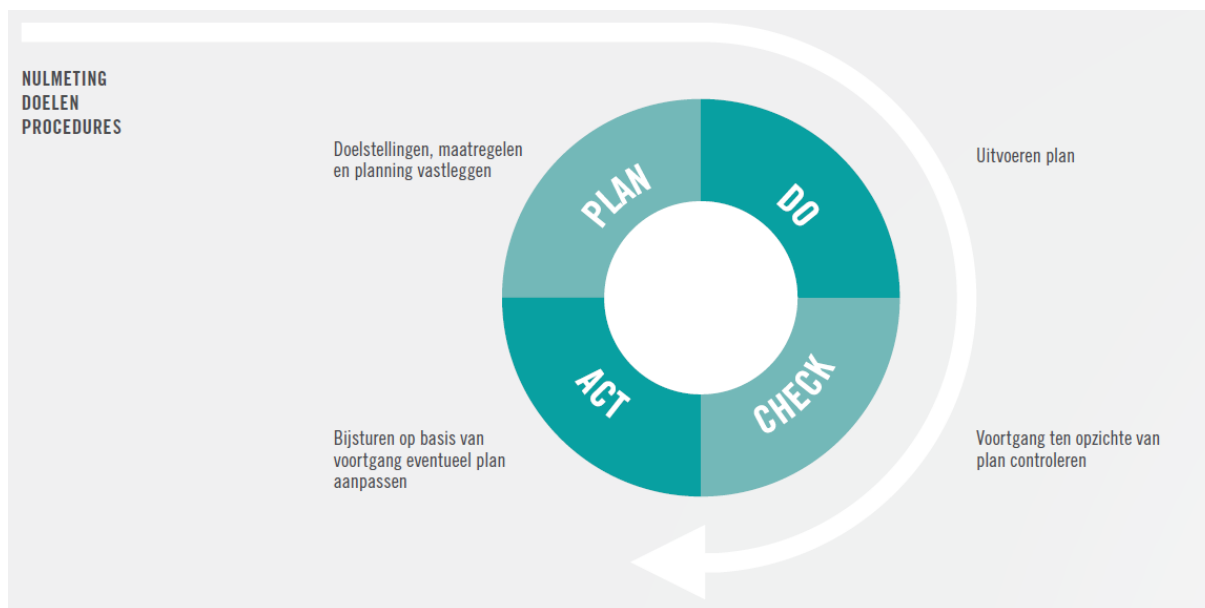 NULMETING
DOELEN
PROCEDURES
Doelstellingen, maatregelen
en planning vastleggen
PLAN
DO
Uitvoeren plan
ACT
CHECK
Bijsturen op basis van
voortgang eventueel plan
aanpassen
Voortgang ten opzichte van
plan controleren